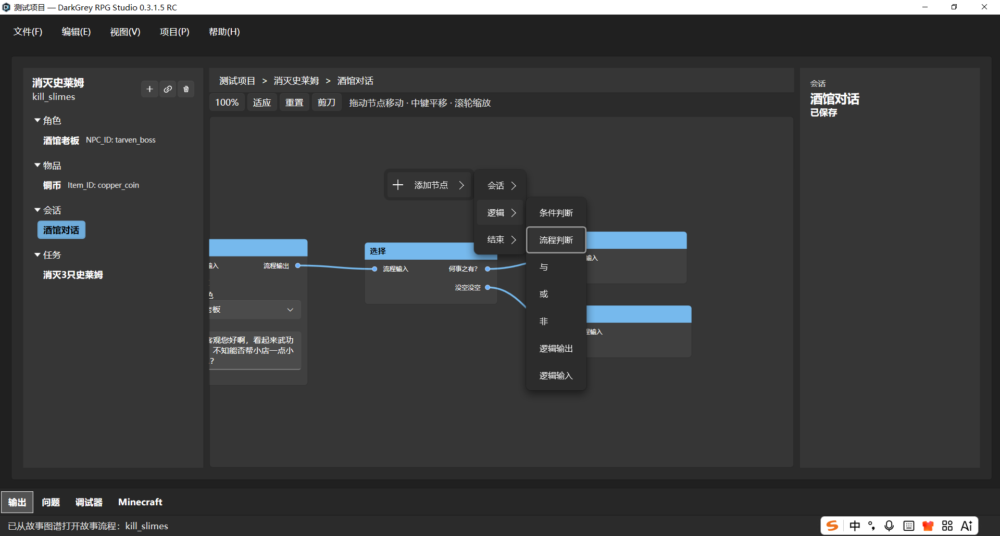 测试项目 — DarkGrey RPG Studio 0.3.1.5 RC
文件(F) 编辑(E) 视图(V) 项目(P) 帮助(H)
消灭史莱姆
kill_slimes
角色
酒馆老板 NPC_ID: tarven_boss
物品
铜币 Item_ID: copper_coin
会话
酒馆对话
任务
消灭3只史莱姆
测试项目 > 消灭史莱姆 > 酒馆对话
100% 适应 重置 剪刀 拖动节点移动 · 中键平移 · 滚轮缩放
添加节点
会话
逻辑
结束
条件判断
流程判断
与
或
非
逻辑输出
逻辑输入
输入 流程输出
色
老板
客观您好啊，看起来武功
不知能否帮小店一点小
?
选择
流程输入 何事之有?
没空没空
输入
程输入
会话
酒馆对话
已保存
输出 问题 调试器 Minecraft
已从故事图谱打开故事流程：kill_slimes
中